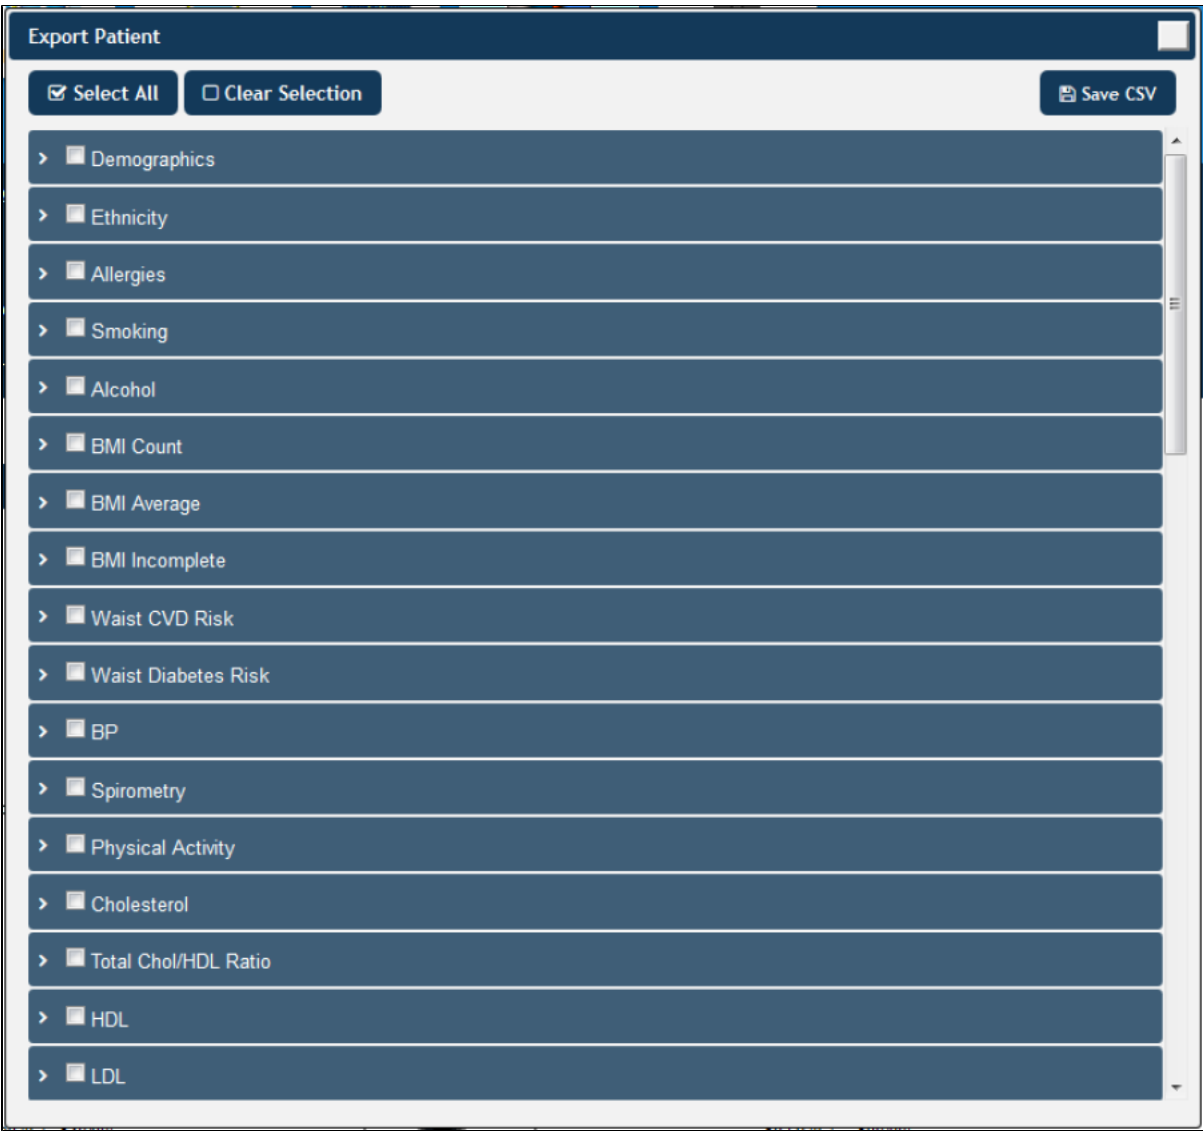 Export Patient
Select All
Clear Selection
Save CSV
Demographics
Ethnicity
Allergies
Smoking
Alcohol
BMI Count
BMI Average
BMI Incomplete
Waist CVD Risk
Waist Diabetes Risk
BP
Spirometry
Physical Activity
Cholesterol
Total Chol/HDL Ratio
HDL
LDL